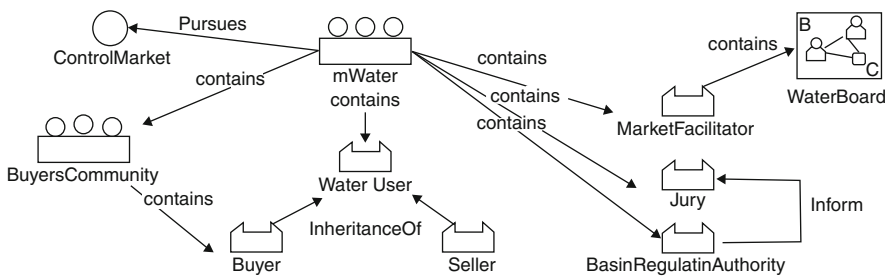 Pursues
ControlMarket
mWater
contains
contains
contains
contains
contains
contains
B
C
WaterBoard
MarketFacilitator
BuyersCommunity
contains
Water User
Jury
Inform
InheritanceOf
Buyer
Seller
BasinRegulatinAuthority